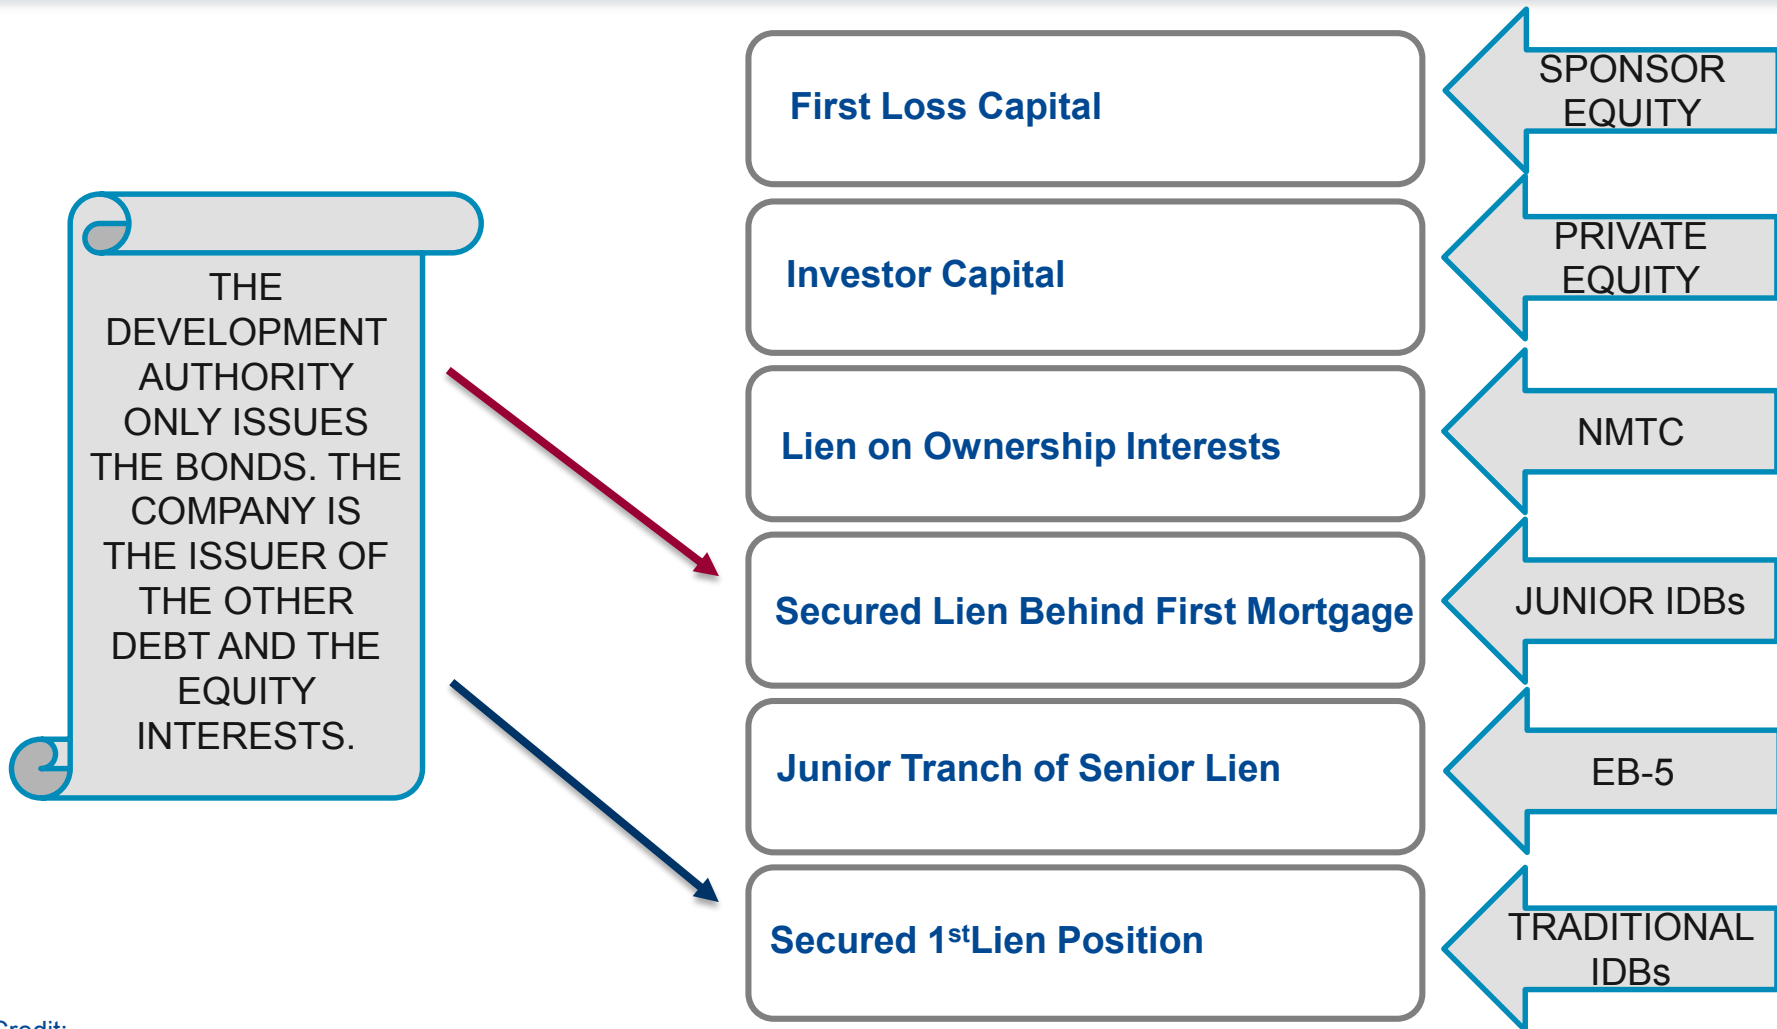 THE
DEVELOPMENT
AUTHORITY
ONLY ISSUES
THE BONDS. THE
COMPANY IS
THE ISSUER OF
THE OTHER
DEBT AND THE
EQUITY
INTERESTS.
First Loss Capital
SPONSOR
EQUITY
Investor Capital
PRIVATE
EQUITY
Lien on Ownership Interests
NMTC
Secured Lien Behind First Mortgage
JUNIOR IDBs
Junior Tranch of Senior Lien
EB-5
Secured 1stLien Position
TRADITIONAL
IDBs